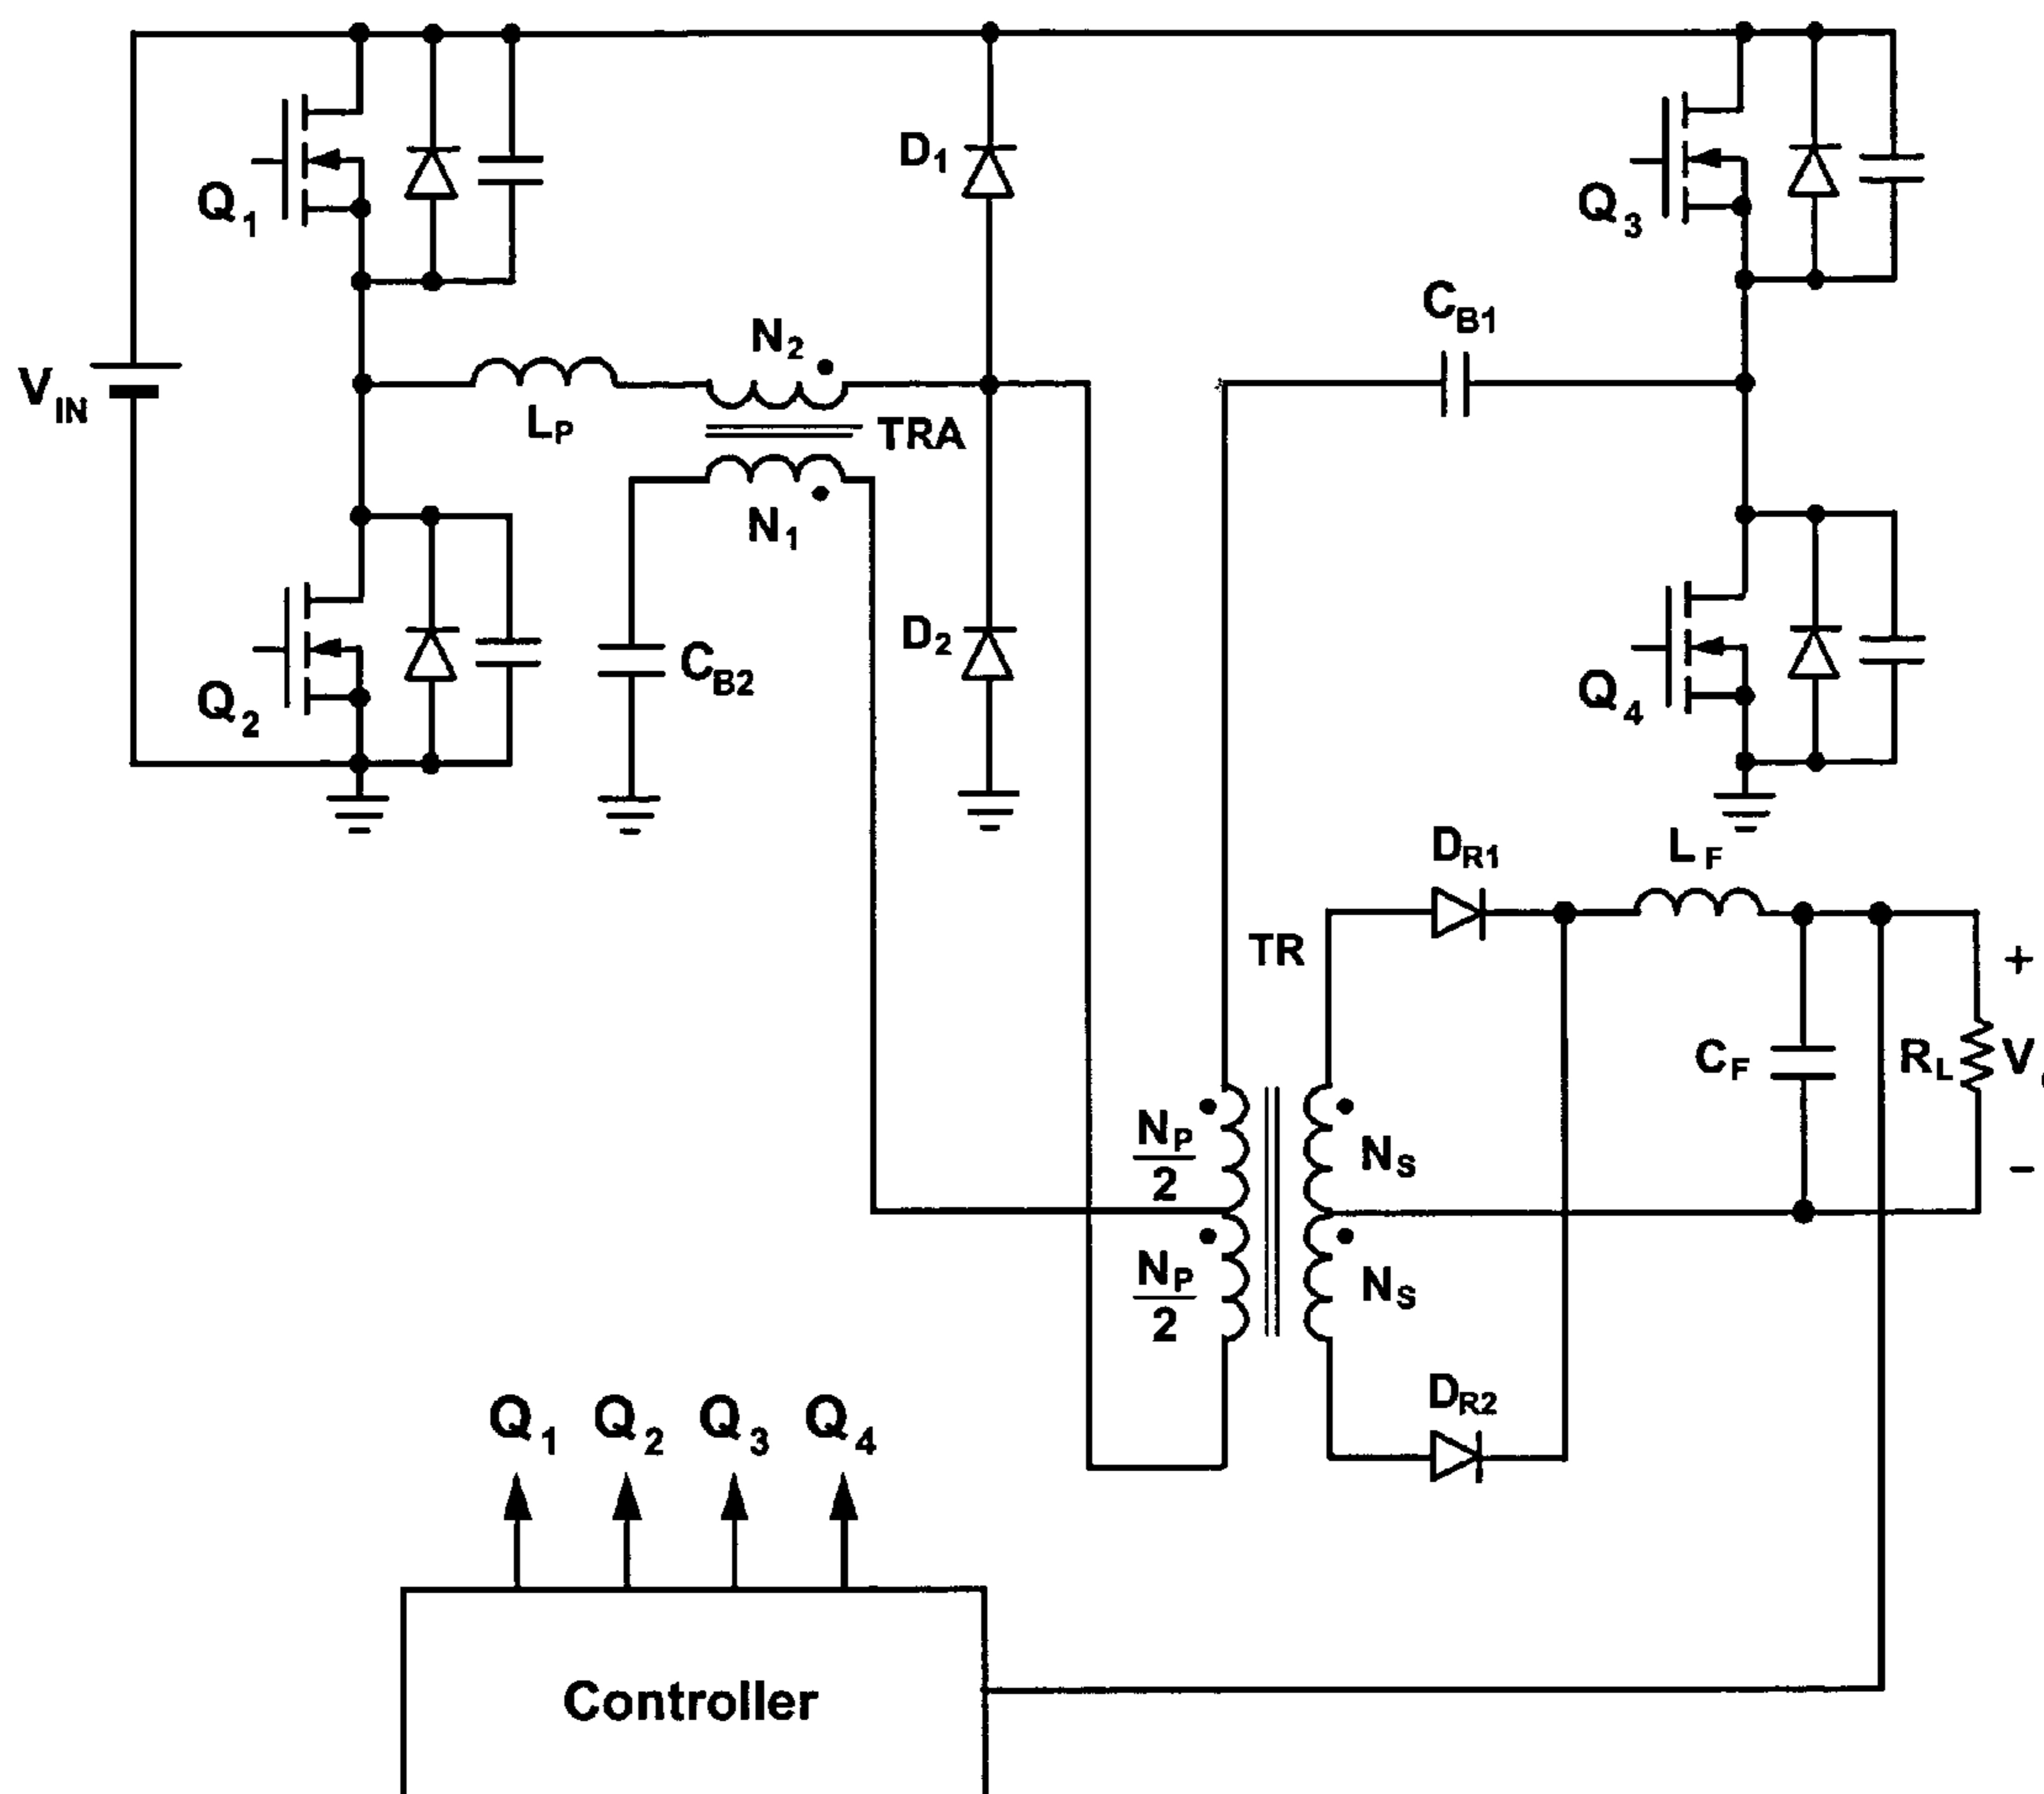 D1
Q1
Q3
CB1
N2
VIN
LP
TRA
N1
D2
CB2
Q2
Q4
DR1
LF
TR
+
CF
RL
V
NP
2
NS
−
NP
2
NS
DR2
Q1 Q2 Q3 Q4
Controller